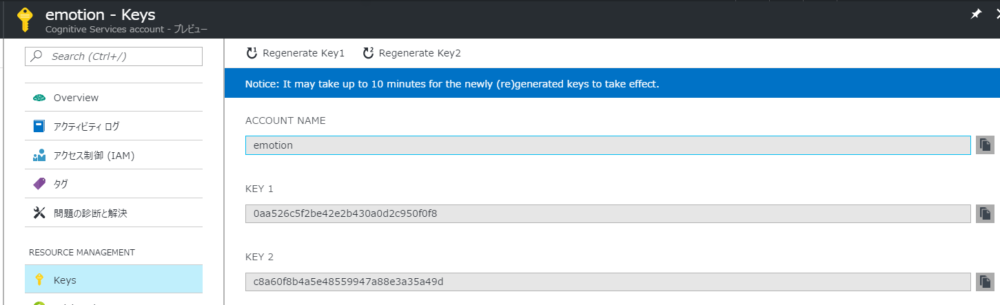 emotion - Keys
Cognitive Services account - プレビュー
Search (Ctrl+/)
Overview
アクティビティ ログ
アクセス制御 (IAM)
タグ
問題の診断と解決
RESOURCE MANAGEMENT
Keys
1 Regenerate Key1 2 Regenerate Key2
Notice: It may take up to 10 minutes for the newly (re)generated keys to take effect.
ACCOUNT NAME
emotion
KEY 1
0aa526c5f2be42e2b430a0d2c950f0f8
KEY 2
c8a60f8b4a5e48559947a88e3a35a49d